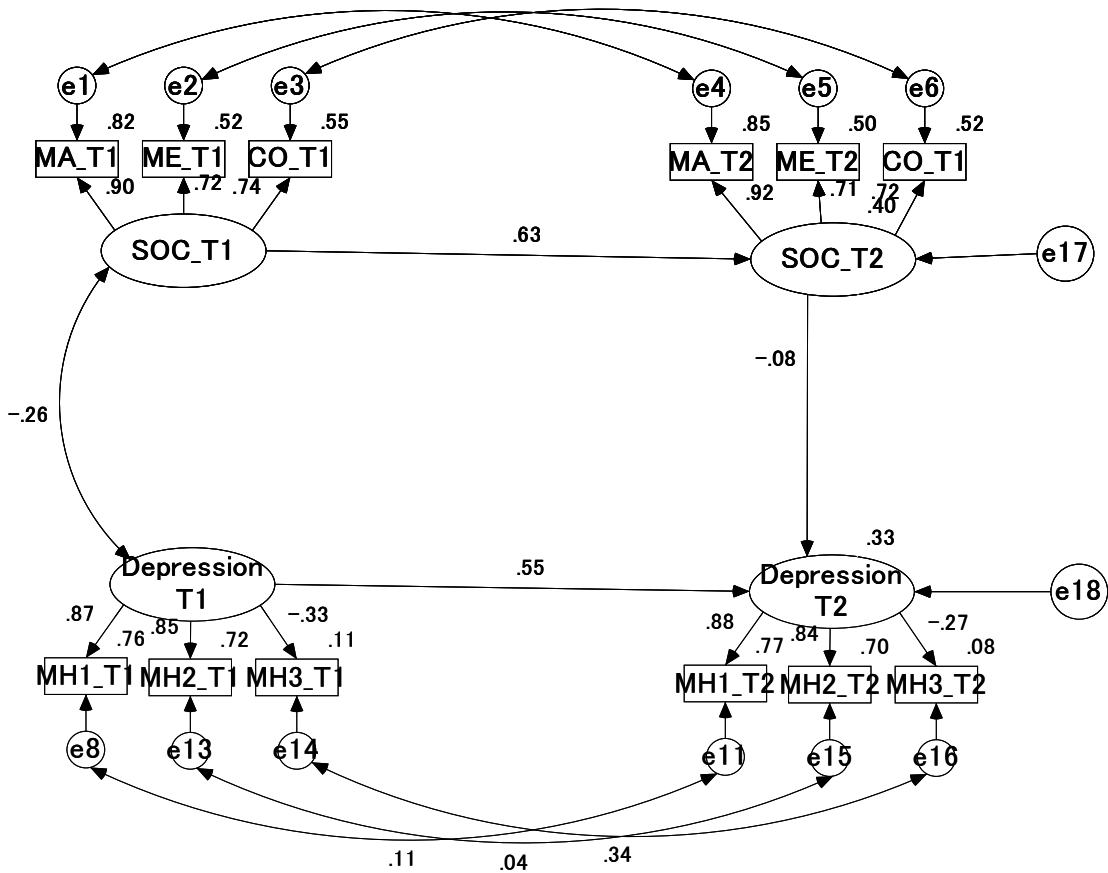 e1 e2 e3 e4 e5 e6
.82 .52 .55 .85 .50 .52
MA_T1 ME_T1 CO_T1 MA_T2 ME_T2 CO_T1
.90 .72 .74 .92 .71 .72
.40
SOC_T1 .63 SOC_T2 e17
-.08
-.26
.33
Depression
T1
.55
Depression
T2
e18
.87 .85 -.33 .88 .84 -.27
.76 .72 .11 .77 .70 .08
MH1_T1 MH2_T1 MH3_T1 MH1_T2 MH2_T2 MH3_T2
e8 e13 e14 e11 e15 e16
.11 .04 .34